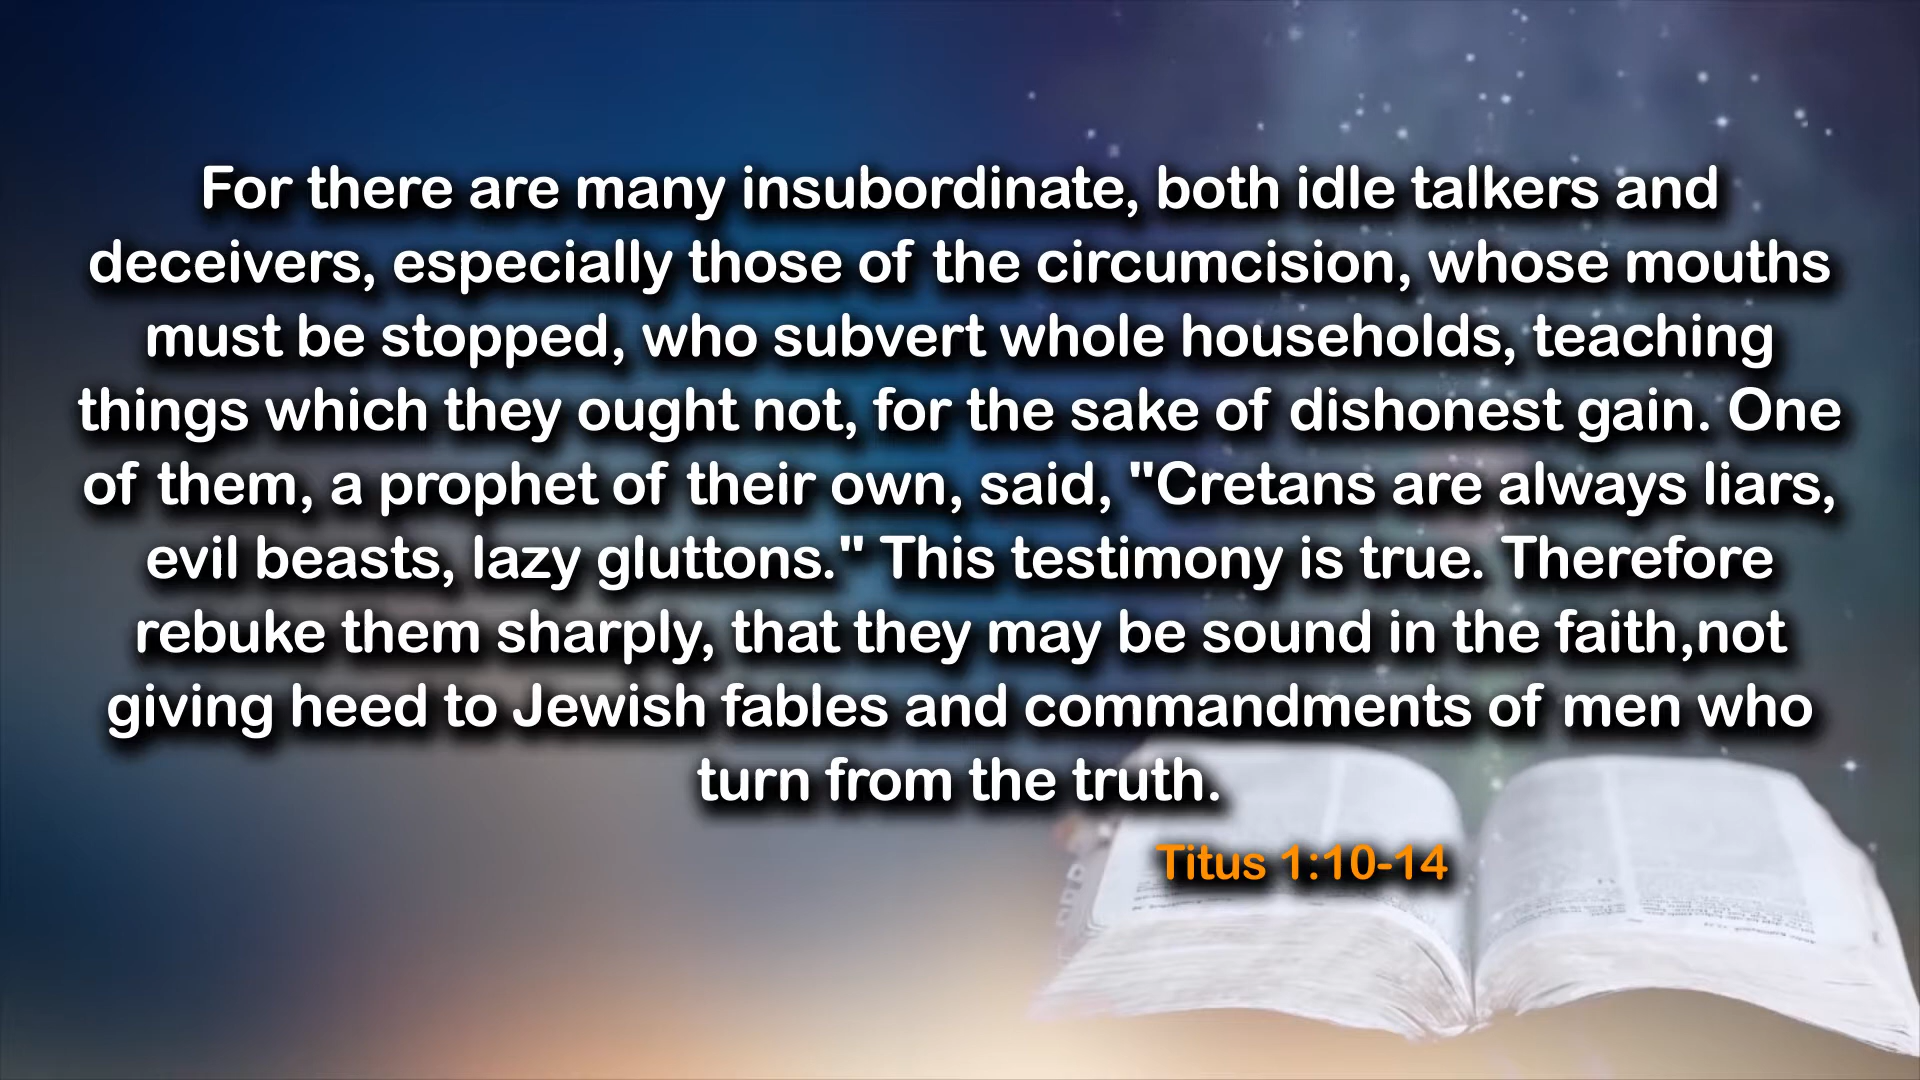 For there are many insubordinate, both idle talkers and
deceivers, especially those of the circumcision, whose mouths
must be stopped, who subvert whole households, teaching
things which they ought not, for the sake of dishonest gain. One
of them, a prophet of their own, said, "Cretans are always liars,
evil beasts, lazy gluttons." This testimony is true. Therefore
rebuke them sharply, that they may be sound in the faith,not
giving heed to Jewish fables and commandments of men who
turn from the truth.
Titus 1:10-14